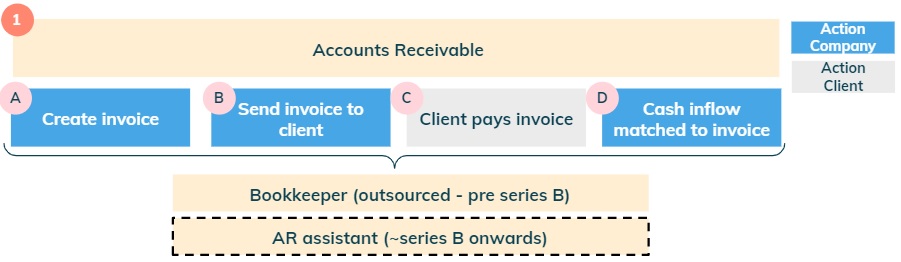 1
Accounts Receivable
Action
Company
Action
Client
A
Create invoice
B
Send invoice to
client
C
Client pays invoice
D
Cash inflow
matched to invoice
Bookkeeper (outsourced - pre series B)
AR assistant (~series B onwards)